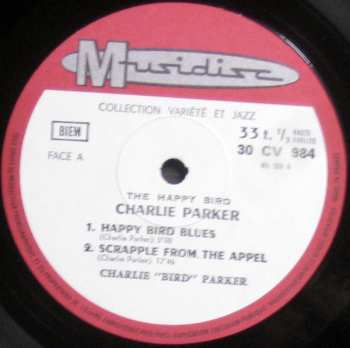 Musidisc
COLLECTION VARIÉTÉ ET JAZZ
BIEM
33 t. 1/3
30 CV 984
FACE A
THE HAPPY BIRD
CHARLIE PARKER
1. HAPPY BIRD BLUES
(Charlie Parker)
2. SCRAPPLE FROM THE APPEL
(Charlie Parker)
CHARLIE "BIRD" PARKER